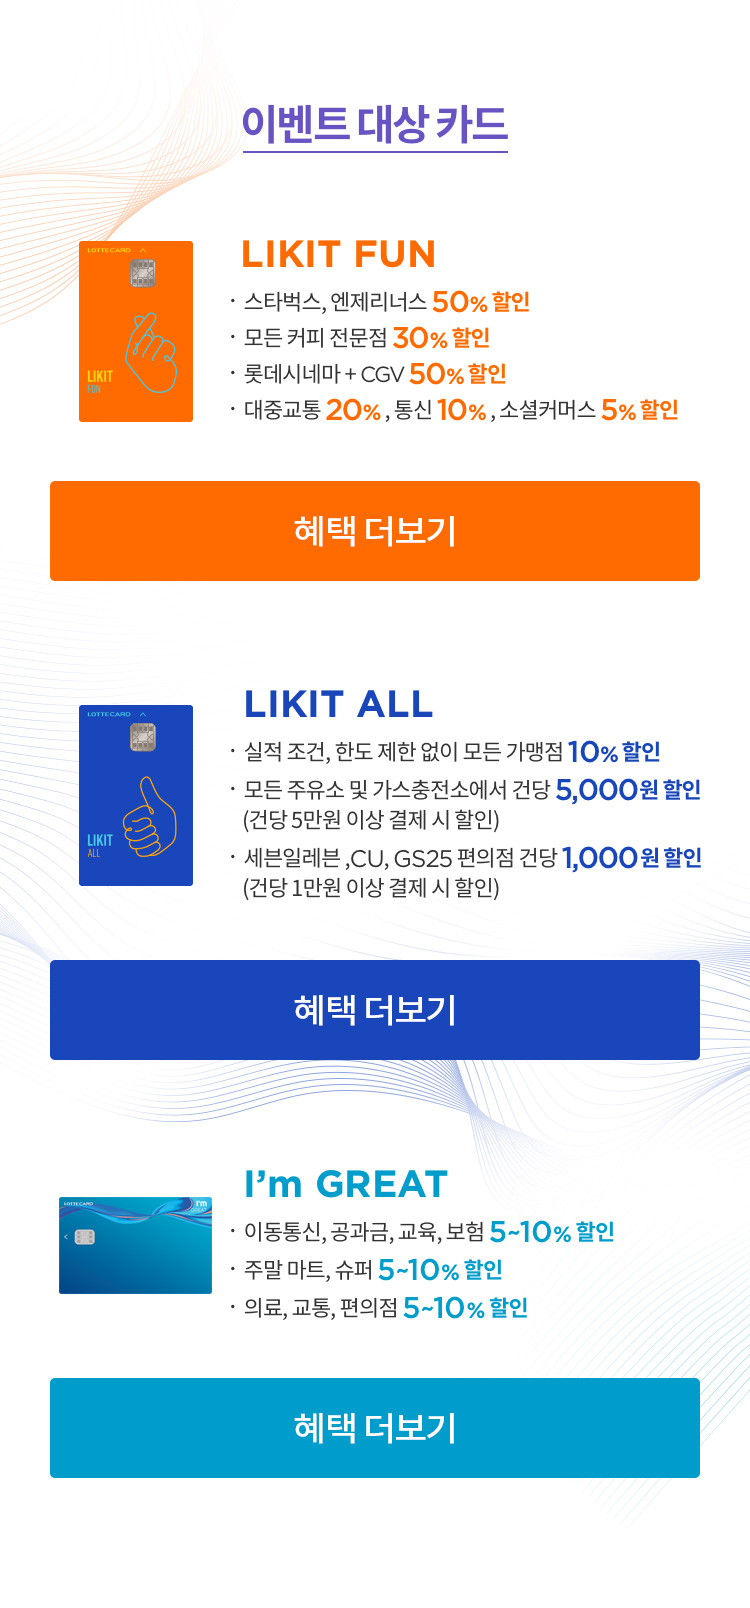 이벤트 대상 카드
LOTTECARD
LIKIT
FUN
LIKIT FUN
· 스타벅스, 엔제리너스 50% 할인
· 모든 커피 전문점 30% 할인
· 롯데시네마 + CGV 50% 할인
· 대중교통 20% , 통신 10% , 소셜커머스 5% 할인
혜택 더보기
LOTTECARD
LIKIT
ALL
LIKIT ALL
· 실적 조건, 한도 제한 없이 모든 가맹점 10% 할인
· 모든 주유소 및 가스충전소에서 건당 5,000원 할인
(건당 5만원 이상 결제 시 할인)
· 세븐일레븐 ,CU, GS25 편의점 건당 1,000원 할인
(건당 1만원 이상 결제 시 할인)
혜택 더보기
LOTTECARD
I'm
GREAT
I’m GREAT
· 이동통신, 공과금, 교육, 보험 5~10% 할인
· 주말 마트, 슈퍼 5~10% 할인
· 의료, 교통, 편의점 5~10% 할인
혜택 더보기